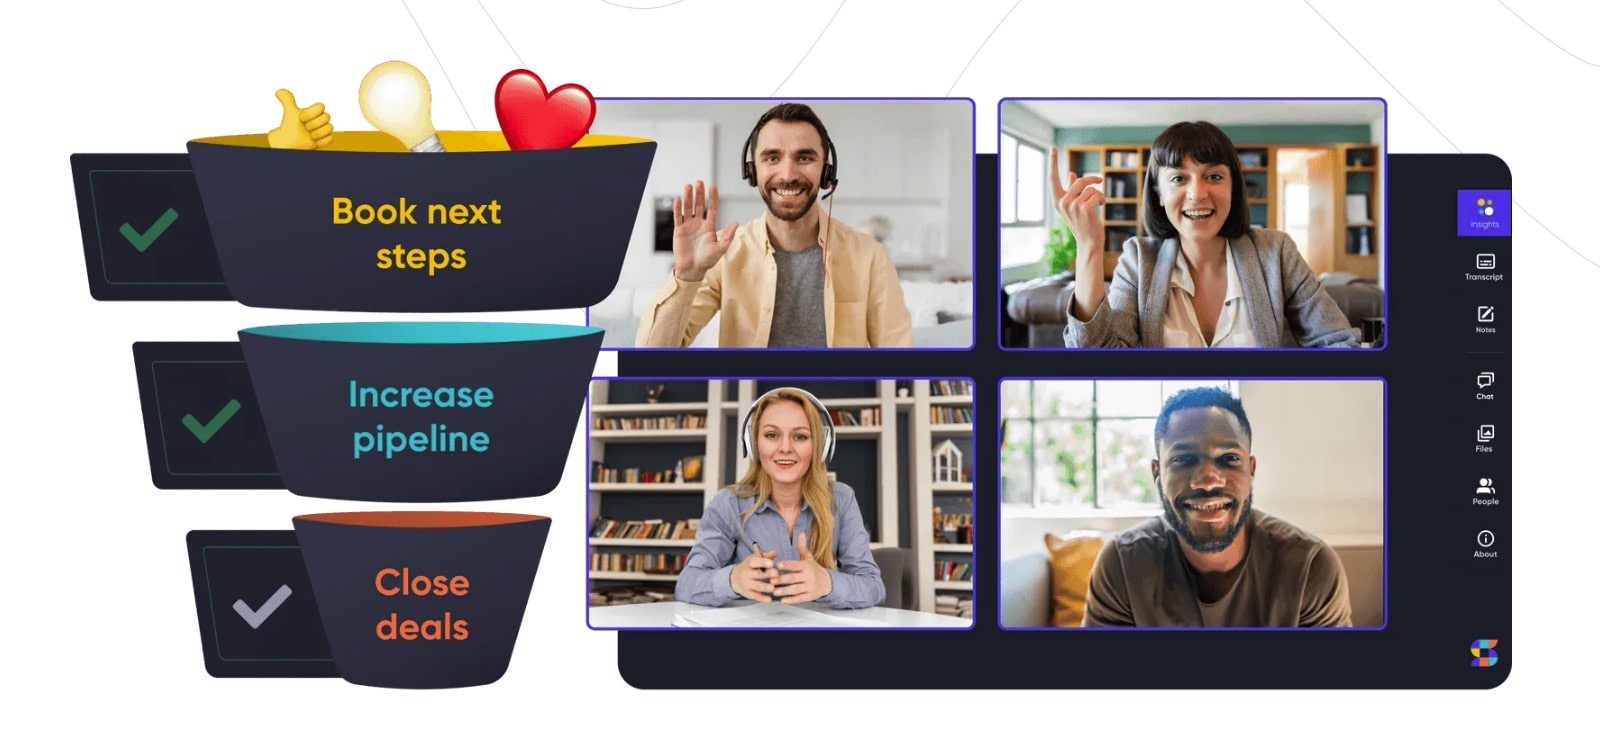 Book next
steps
Increase
pipeline
Close
deals
Insights
Transcript
Notes
Chat
Files
People
About